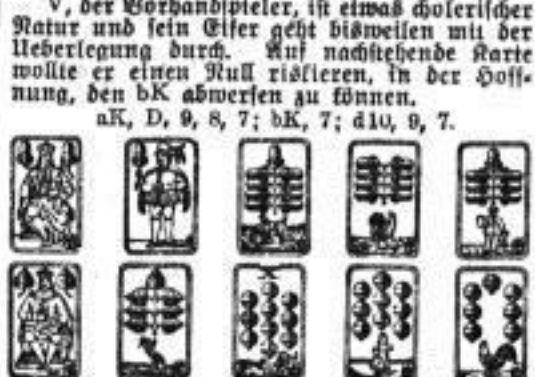 V, der Vorhandspieler, ist etwas cholerischer
Natur und sein Eifer geht bisweilen mit der
Ueberlegung durch. Auf nachstehende Karte
wollte er einen Null riskieren, in der Hoff-
nung, den bK abwerfen zu können.
aK, D, 9, 8, 7; bK, 7; d10, 9, 7.